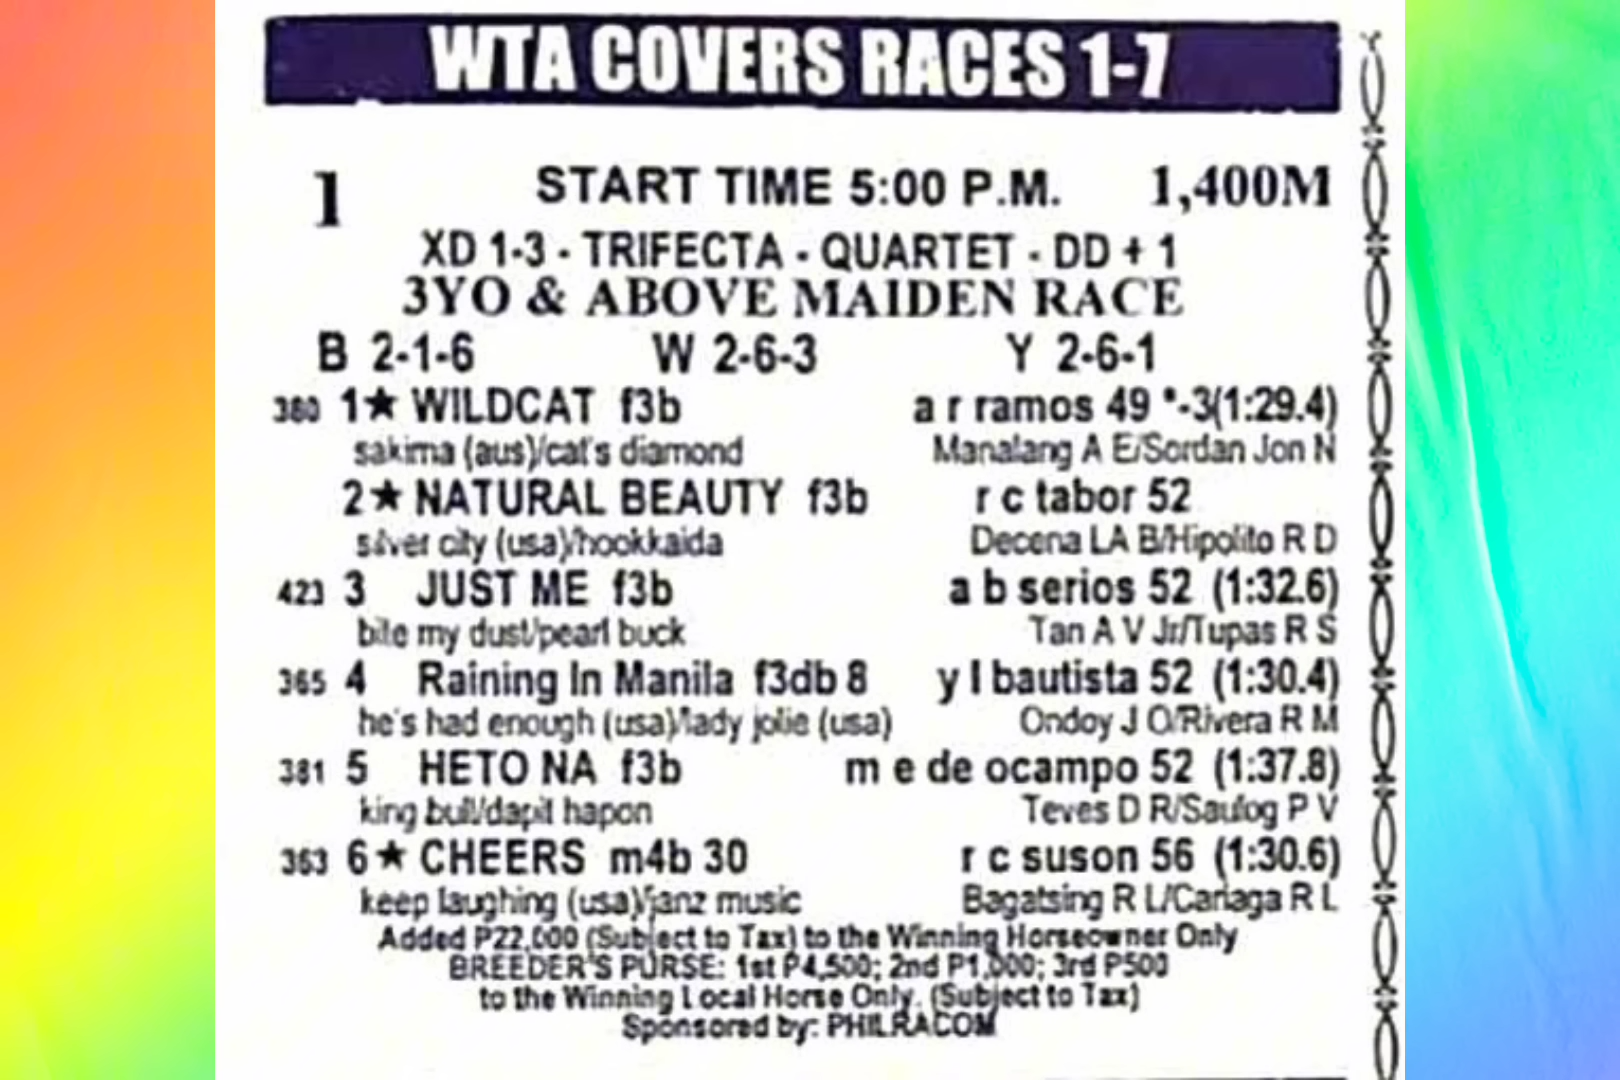 WTA COVERS RACES 1-7
1 START TIME 5:00 P.M. 1,400M
XD 1-3 - TRIFECTA - QUARTET - DD + 1
3YO & ABOVE MAIDEN RACE
B 2-1-6 W 2-6-3 Y 2-6-1
380 1★ WILDCAT f3b a r ramos 49 *-3(1:29.4)
sakima (aus)/cat's diamond Manalang A E/Sordan Jon N
2★ NATURAL BEAUTY f3b r c tabor 52
silver city (usa)/hookkaida Decena LA B/Hipolito R D
423 3 JUST ME f3b a b serios 52 (1:32.6)
bite my dust/pearl buck Tan A V Jr/Tupas R S
365 4 Raining In Manila f3db 8 y l bautista 52 (1:30.4)
he's had enough (usa)/lady jolie (usa) Ondoy J O/Rivera R M
381 5 HETO NA f3b m e de ocampo 52 (1:37.8)
king bull/dapit hapon Teves D R/Saulog P V
363 6★ CHEERS m4b 30 r c suson 56 (1:30.6)
keep laughing (usa)/janz music Bagatsing R L/Cariaga R L
Added P22,000 (Subject to Tax) to the Winning Horseowner Only
BREEDER'S PURSE: 1st P4,500; 2nd P1,000; 3rd P500
to the Winning Local Horse Only. (Subject to Tax)
Sponsored by: PHILRACOM